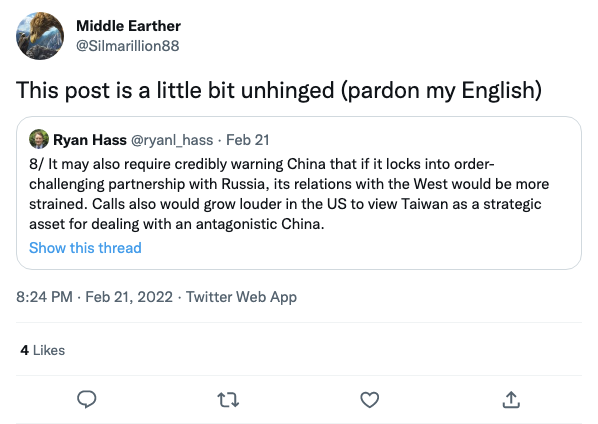 Middle Earther
@Silmarillion88
This post is a little bit unhinged (pardon my English)
Ryan Hass @ryanl_hass · Feb 21
8/ It may also require credibly warning China that if it locks into order-
challenging partnership with Russia, its relations with the West would be more
strained. Calls also would grow louder in the US to view Taiwan as a strategic
asset for dealing with an antagonistic China.
Show this thread
8:24 PM · Feb 21, 2022 · Twitter Web App
4 Likes